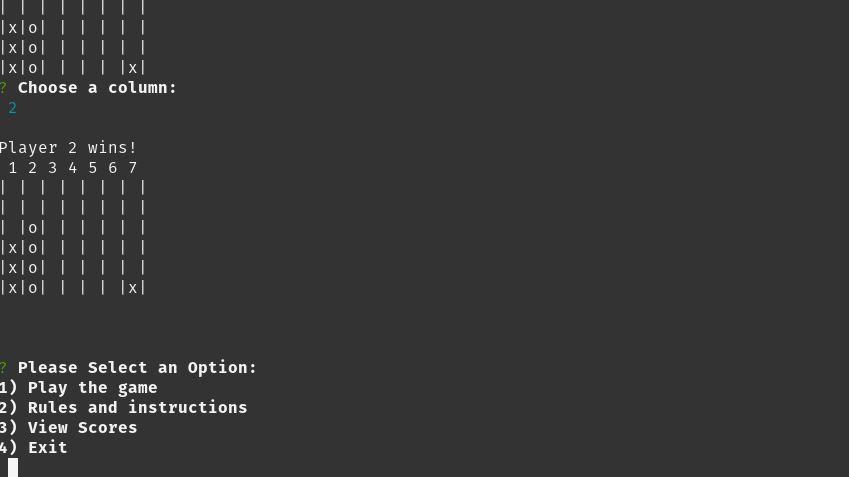 | | | | | | | |
|x|o| | | | | |
|x|o| | | | | |
|x|o| | | | |x|
? Choose a column:
 2
Player 2 wins!
 1 2 3 4 5 6 7
| | | | | | | |
| | | | | | | |
| |o| | | | | |
|x|o| | | | | |
|x|o| | | | | |
|x|o| | | | |x|
? Please Select an Option:
1) Play the game
2) Rules and instructions
3) View Scores
4) Exit